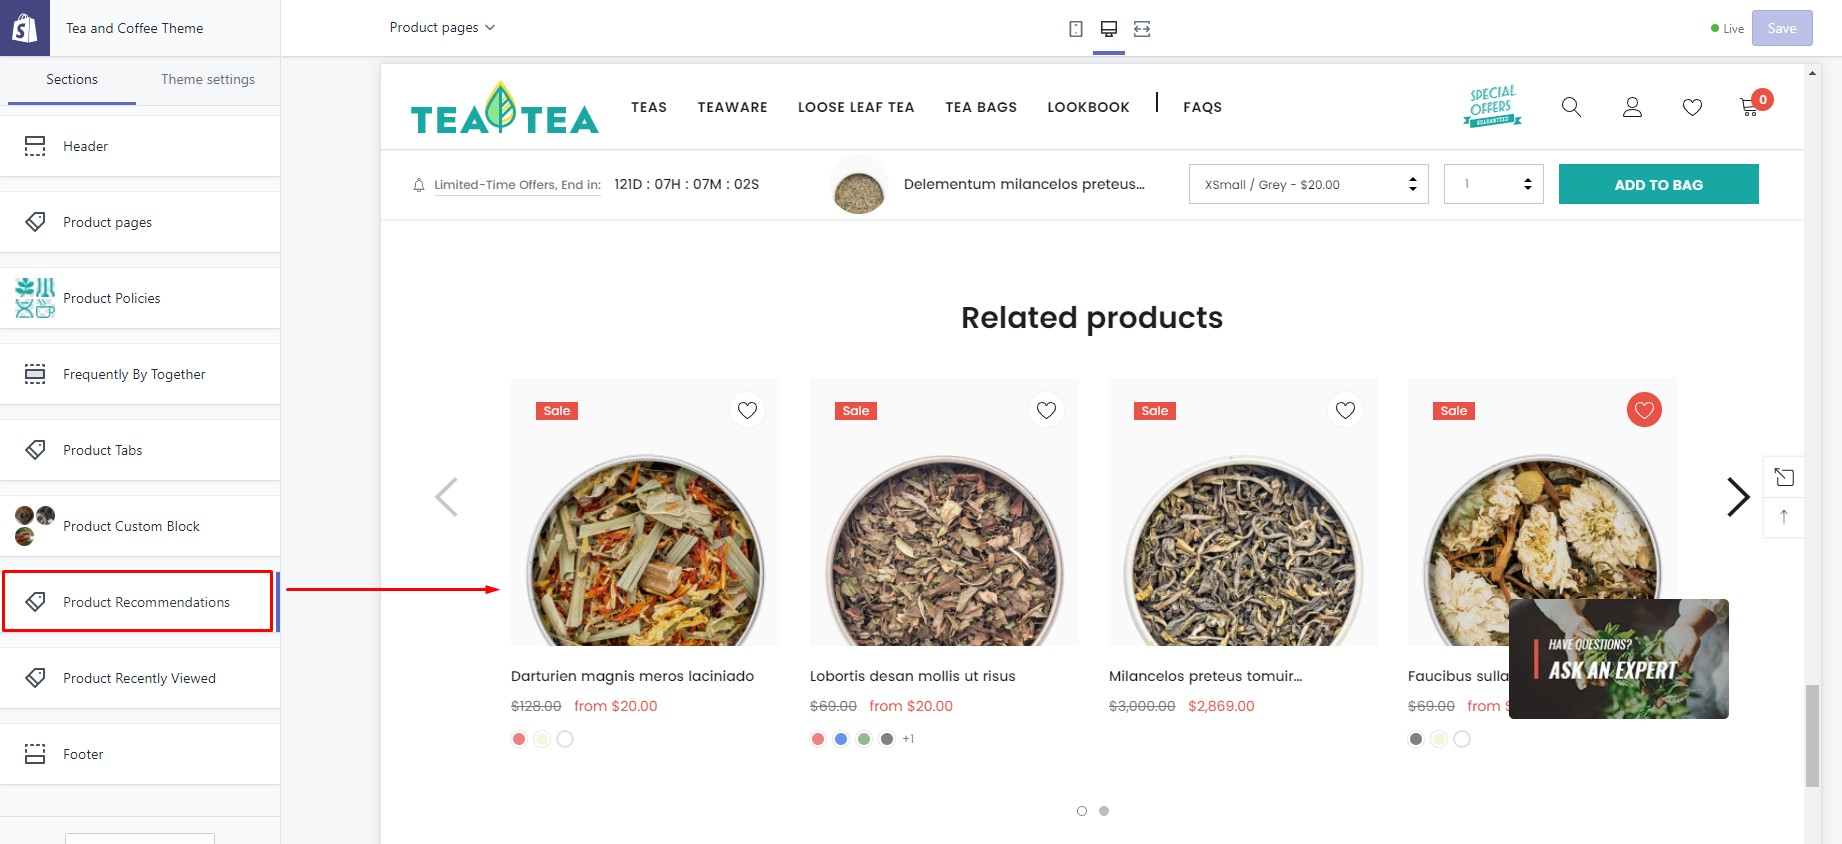 Tea and Coffee Theme
Product pages
Live
Save
Sections
Theme settings
Header
Product pages
Product Policies
Frequently By Together
Product Tabs
Product Custom Block
Product Recommendations
Product Recently Viewed
Footer
TEA TEA
TEAS
TEAWARE
LOOSE LEAF TEA
TEA BAGS
LOOKBOOK
FAQS
SPECIAL
OFFERS
GUARANTEED
0
Limited-Time Offers, End in:
121D : 07H : 07M : 02S
Delementum milancelos preteus...
XSmall / Grey - $20.00
1
ADD TO BAG
Related products
Sale
Sale
Sale
Sale
Darturien magnis meros laciniado
$128.00 from $20.00
Lobortis desan mollis ut risus
$69.00 from $20.00
+1
Milancelos preteus tomuir...
$3,000.00 $2,869.00
Faucibus sulla
$69.00 from $
HAVE QUESTIONS?
ASK AN EXPERT